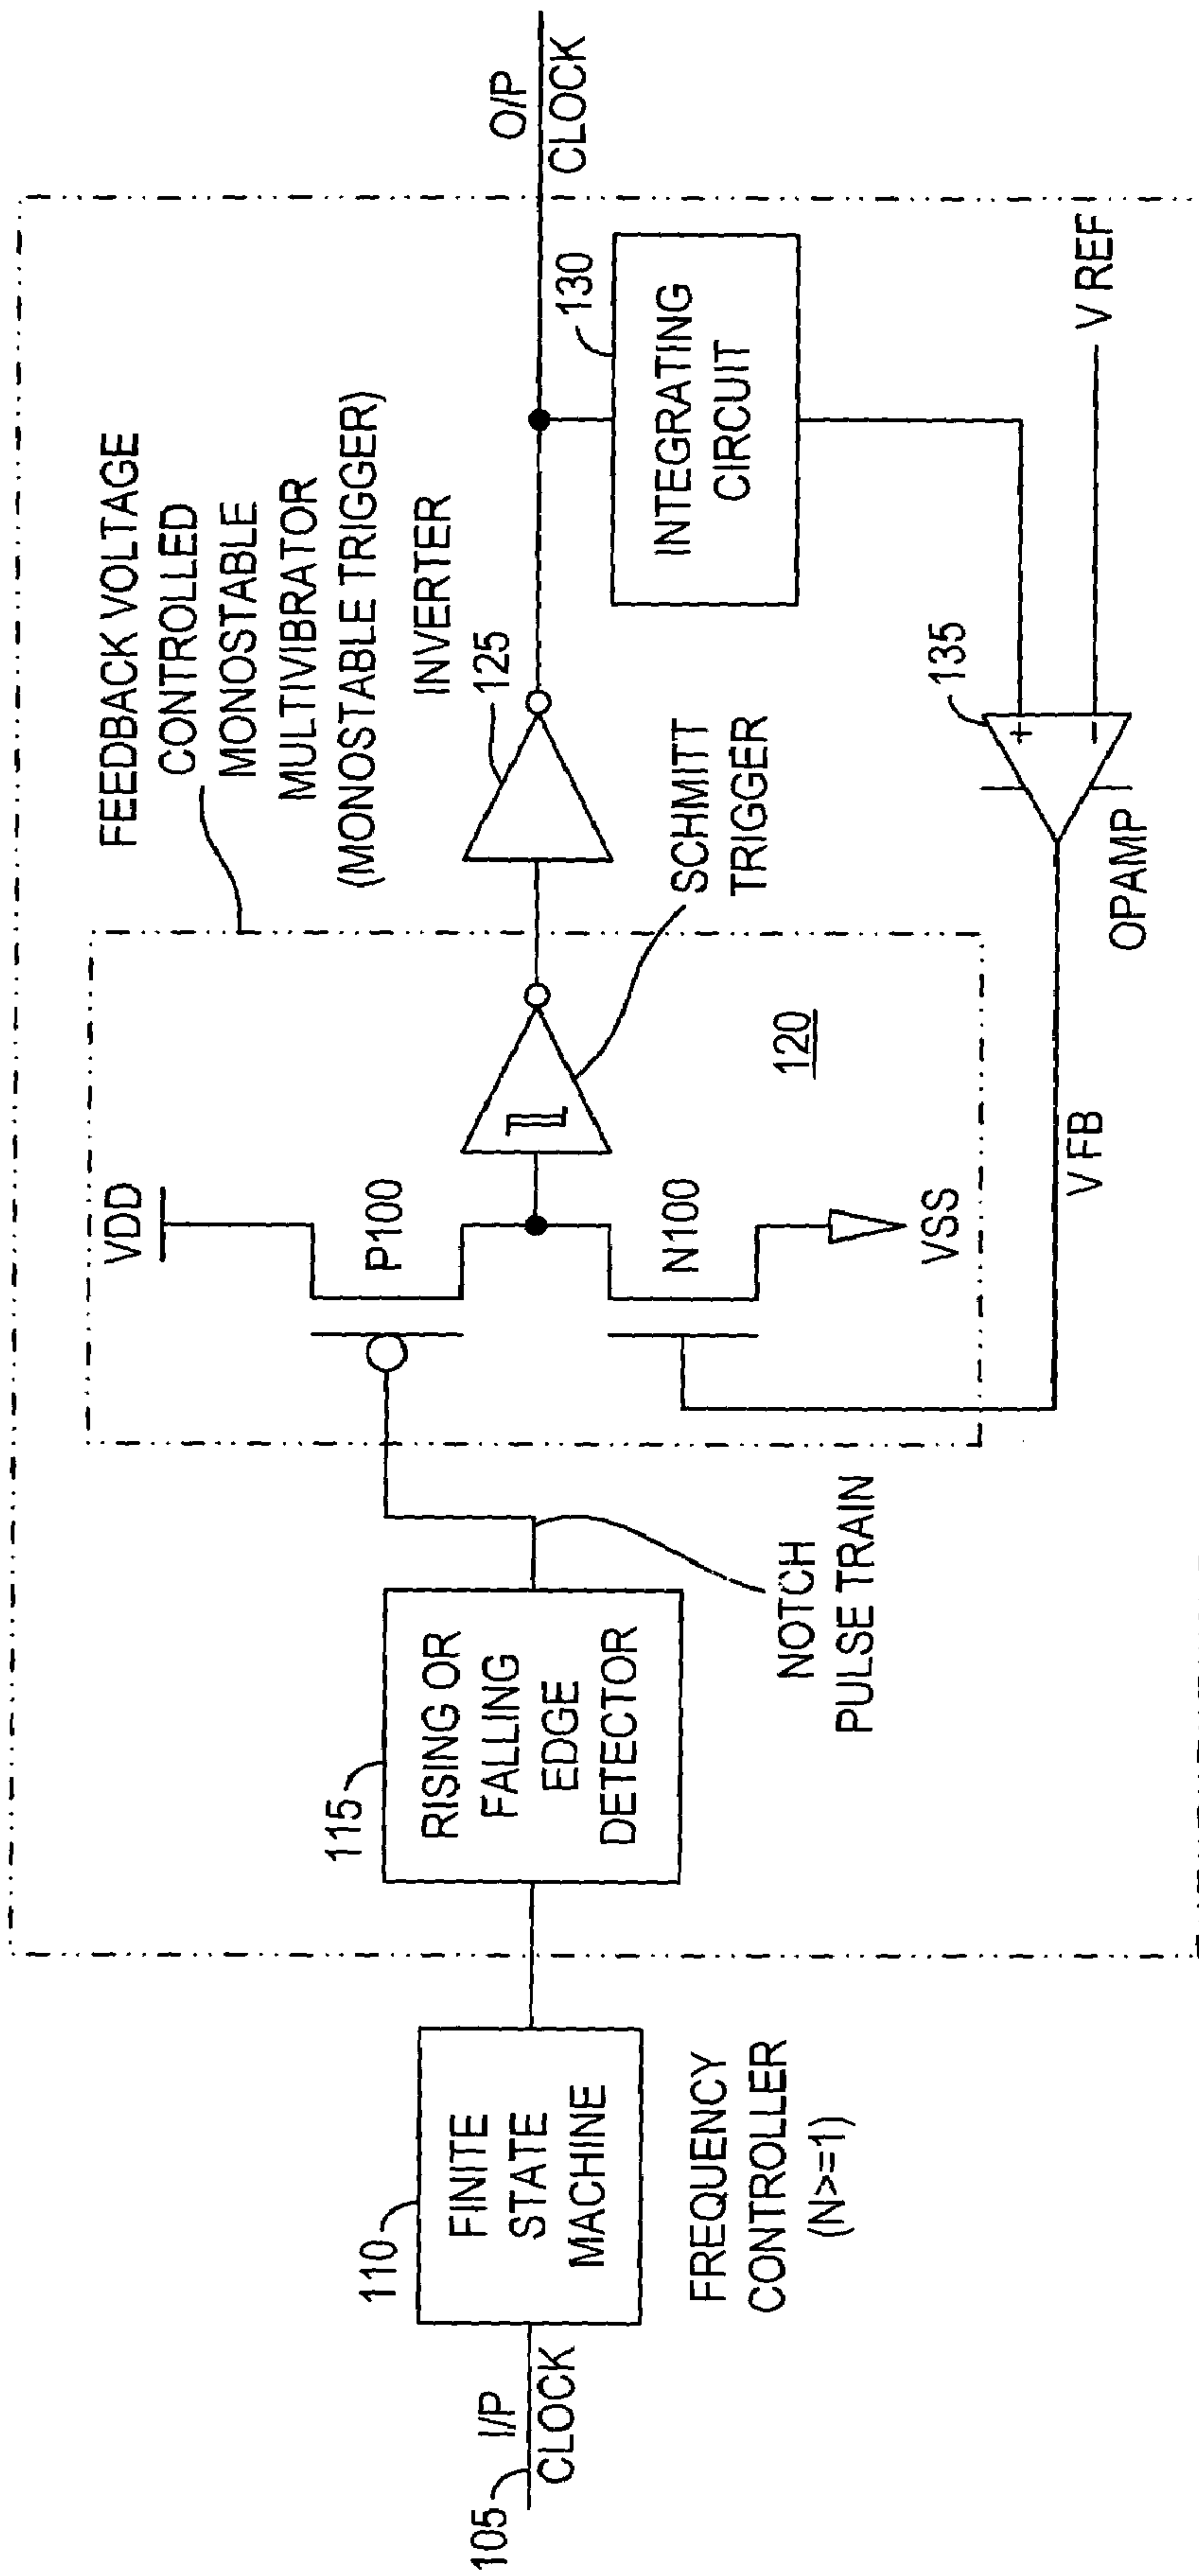 105
I/P
CLOCK
110
FINITE
STATE
MACHINE
FREQUENCY
CONTROLLER
(N>=1)
115
RISING OR
FALLING
EDGE
DETECTOR
NOTCH
PULSE TRAIN
FEEDBACK VOLTAGE
CONTROLLED
MONOSTABLE
MULTIVIBRATOR
(MONOSTABLE TRIGGER)
VDD
P100
N100
VSS
120
SCHMITT
TRIGGER
INVERTER
125
O/P
CLOCK
130
INTEGRATING
CIRCUIT
135
+
−
OPAMP
V REF
V FB